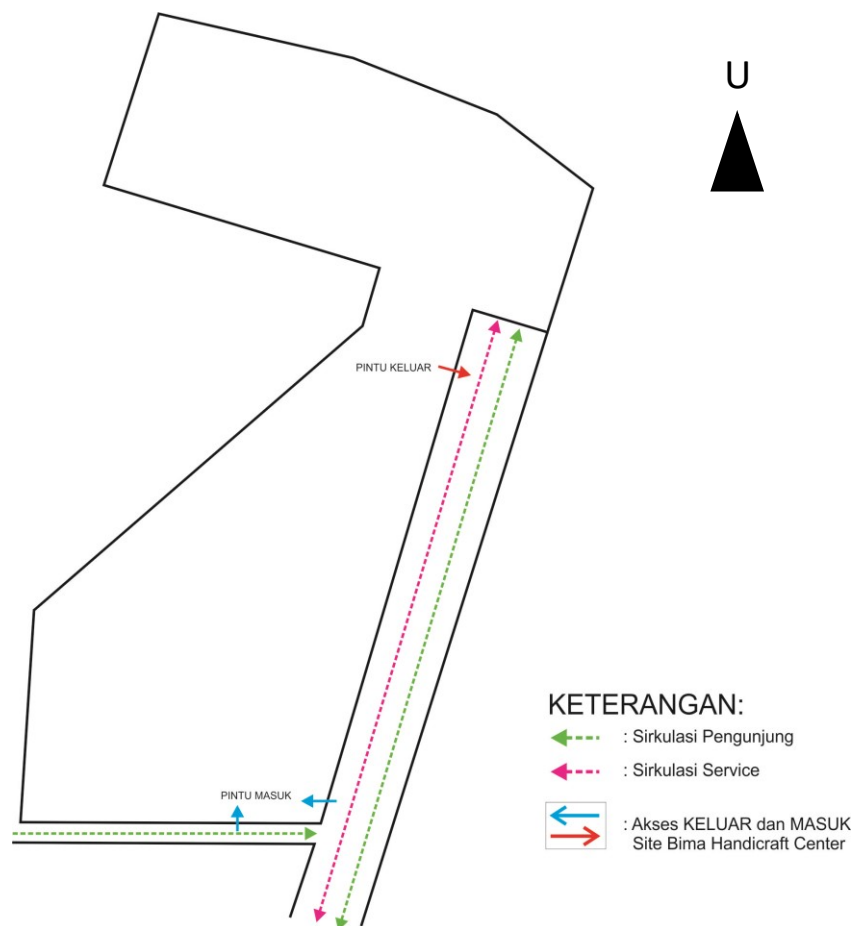 U
PINTU KELUAR
PINTU MASUK
KETERANGAN:
: Sirkulasi Pengunjung
: Sirkulasi Service
: Akses KELUAR dan MASUK
Site Bima Handicraft Center